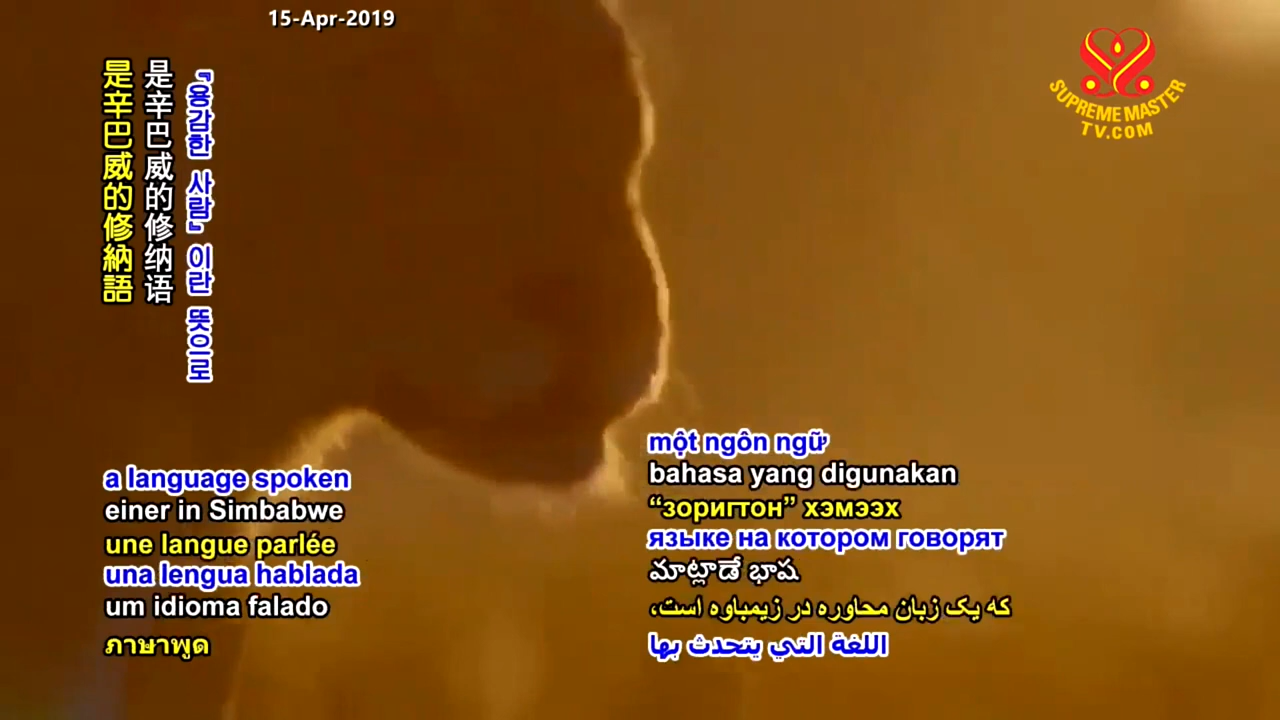 15-Apr-2019
SUPREME MASTER
TV.COM
『용감한 사람』이란 뜻으로
是辛巴威的修纳语
是辛巴威的修納語
a language spoken
einer in Simbabwe
une langue parlée
una lengua hablada
um idioma falado
ภาษาพูด
một ngôn ngữ
bahasa yang digunakan
“зоригтон” хэмээх
языке на котором говорят
మాట్లాడే భాష
که یک زبان محاوره در زیمباوه است،
اللغة التي يتحدث بها